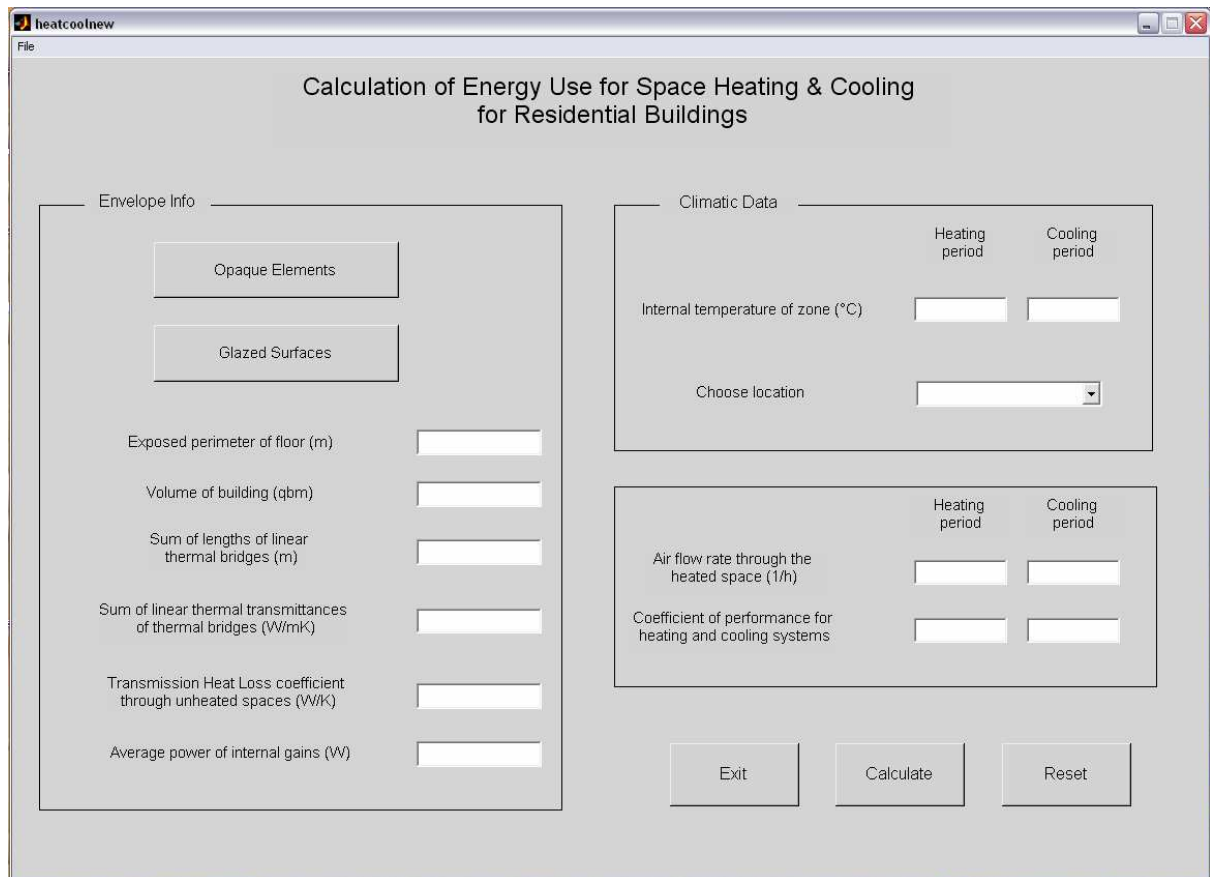 heatcoolnew
File
Calculation of Energy Use for Space Heating & Cooling
for Residential Buildings
Envelope Info
Opaque Elements
Glazed Surfaces
Exposed perimeter of floor (m)
Volume of building (qbm)
Sum of lengths of linear
thermal bridges (m)
Sum of linear thermal transmittances
of thermal bridges (W/mK)
Transmission Heat Loss coefficient
through unheated spaces (W/K)
Average power of internal gains (W)
Climatic Data
Heating
period
Cooling
period
Internal temperature of zone (°C)
Choose location
Heating
period
Cooling
period
Air flow rate through the
heated space (1/h)
Coefficient of performance for
heating and cooling systems
Exit
Calculate
Reset